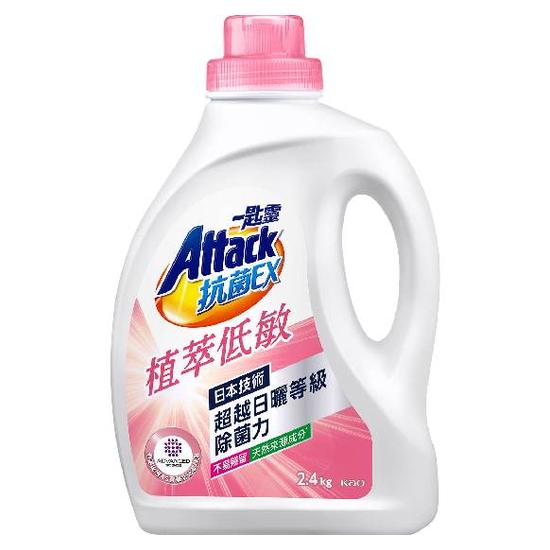 一匙靈
Attack
抗菌EX
植萃低敏
日本技術
超越日曬等級
除菌力
不易殘留 天然來源成分
ADVANCED
2.4kg Kao